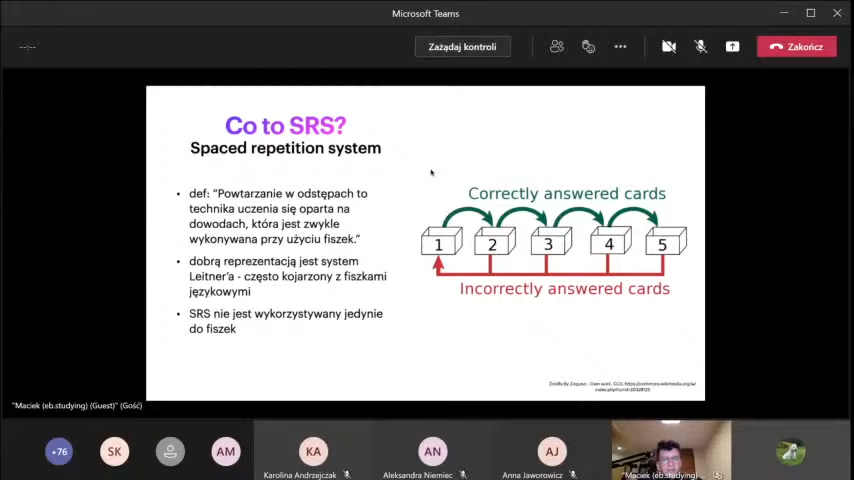 Microsoft Teams
--:--
Zażądaj kontroli
Zakończ
Co to SRS?
Spaced repetition system
• def: “Powtarzanie w odstępach to
technika uczenia się oparta na
dowodach, która jest zwykle
wykonywana przy użyciu fiszek.”
• dobrą reprezentacją jest system
Leitner’a - często kojarzony z fiszkami
językowymi
• SRS nie jest wykorzystywany jedynie
do fiszek
Correctly answered cards
1 2 3 4 5
Incorrectly answered cards
"Maciek (eb.studying) (Guest)" (Gość)
+76
SK
AM
KA
Karolina Andrzejczak
AN
Aleksandra Niemiec
AJ
Anna Jaworowicz
"Maciek (eb.studying)...